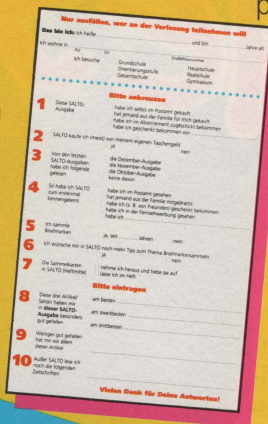 Nur ausfüllen, wer an der Verlosung teilnehmen will
Das bin ich: Ich heiße und bin Jahre alt
Ich wohne in
PLZ Ort Straße/Hausnummer
Ich besuche Grundschule Hauptschule
Orientierungsstufe Realschule
Gesamtschule Gymnasium
Bitte ankreuzen
1 Diese SALTO-Ausgabe
habe ich selbst im Postamt gekauft
hat jemand aus der Familie für mich gekauft
habe ich im Abonnement zugeschickt bekommen
habe ich geschenkt bekommen von
2 SALTO kaufe ich (meist) von meinem eigenen Taschengeld
ja nein
3 Von den letzten SALTO-Ausgaben habe ich folgende gelesen
die Dezember-Ausgabe
die November-Ausgabe
die Oktober-Ausgabe
keine davon
4 So habe ich SALTO zum erstenmal kennengelernt
habe ich im Postamt gesehen
hat jemand aus der Familie mitgebracht
habe ich (z. B. von Freunden) geschenkt bekommen
habe ich in der Fernsehwerbung gesehen
habe ich
5 Ich sammle Briefmarken
ja, seit Jahren nein
6 Ich wünsche mir in SALTO noch mehr Tips zum Thema Briefmarkensammeln
ja nein
7 Die Sammelkarten in SALTO (Heftmitte)
nehme ich heraus und hebe sie auf
lasse ich im Heft
Bitte eintragen
8 Diese drei Artikel/Seiten haben mir in dieser SALTO-Ausgabe besonders gut gefallen
am besten
am zweitbesten
am drittbesten
9 Weniger gut gefallen hat mir vor allem dieser Artikel
10 Außer SALTO lese ich noch die folgenden Zeitschriften
Vielen Dank für Deine Antworten!